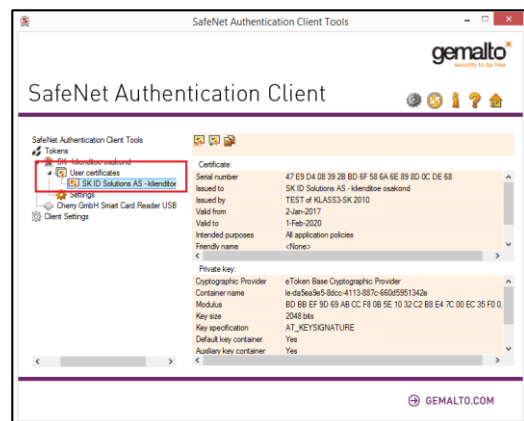 SafeNet Authentication Client Tools
gemalto
security to be free
SafeNet Authentication Client
SafeNet Authentication Client Tools
Tokens
SK - klienditoe osakond
User certificates
SK ID Solutions AS - klienditoe
Settings
Cherry GmbH Smart Card Reader USB
Client Settings
Certificate:
Serial number 47 E9 D4 08 39 2B BD 6F 58 6A 6E 89 8D 0C DE 68
Issued to SK ID Solutions AS - klienditoe osakond
Issued by TEST of KLASS3-SK 2010
Valid from 2-Jan-2017
Valid to 1-Feb-2020
Intended purposes All application policies
Friendly name <None>
Private key:
Cryptographic Provider eToken Base Cryptographic Provider
Container name le-da5ea9e5-8dcc-4113-887c-660d5951342e
Modulus BD BB EF 9D 69 AB CC F8 0B 5E 10 32 C2 B8 E4 7C 00 EC 35 F0 0.
Key size 2048 bits
Key specification AT_KEYSIGNATURE
Default key container Yes
Auxiliary key container Yes
GEMALTO.COM